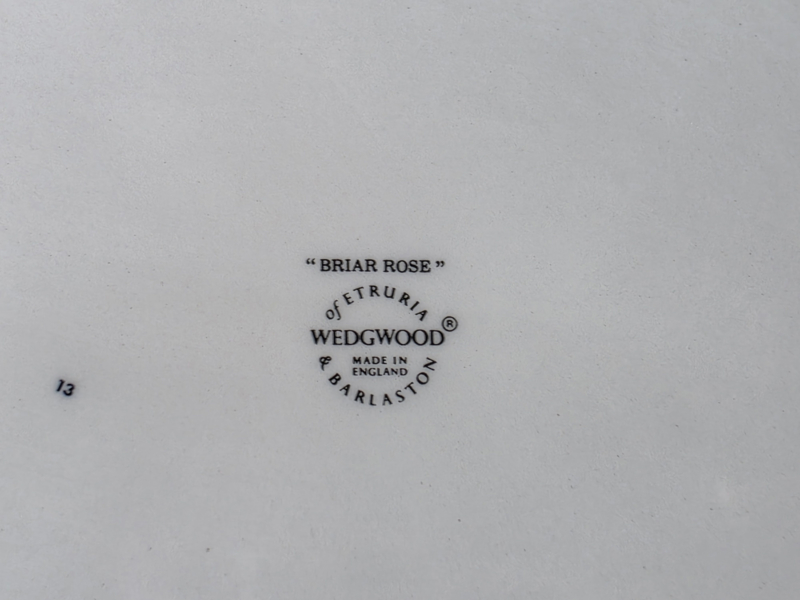 “BRIAR ROSE”
of ETRURIA
WEDGWOOD®
MADE IN
ENGLAND
& BARLASTON
13